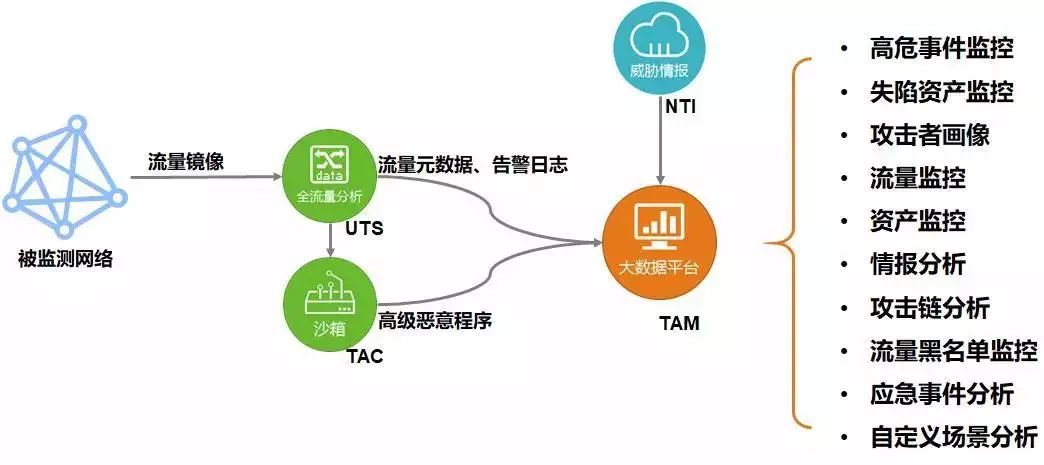 威胁情报
NTI
流量镜像
data
全流量分析
UTS
流量元数据、告警日志
被监测网络
大数据平台
TAM
沙箱
TAC
高级恶意程序
• 高危事件监控
• 失陷资产监控
• 攻击者画像
• 流量监控
• 资产监控
• 情报分析
• 攻击链分析
• 流量黑名单监控
• 应急事件分析
• 自定义场景分析